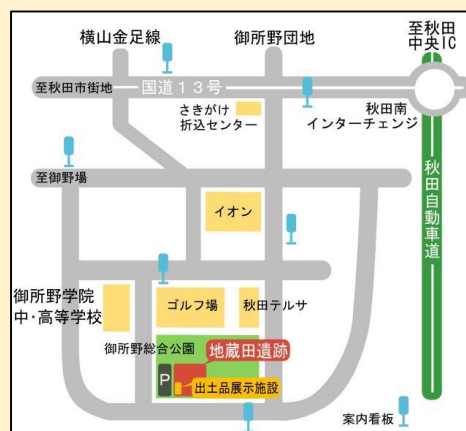 横山金足線
御所野団地
至秋田
中央IC
至秋田市街地
国道13号
さきがけ
折込センター
秋田南
インターチェンジ
至御野場
秋田自動車道
イオン
御所野学院
中・高等学校
ゴルフ場
秋田テルサ
御所野総合公園
地蔵田遺跡
P
出土品展示施設
案内看板